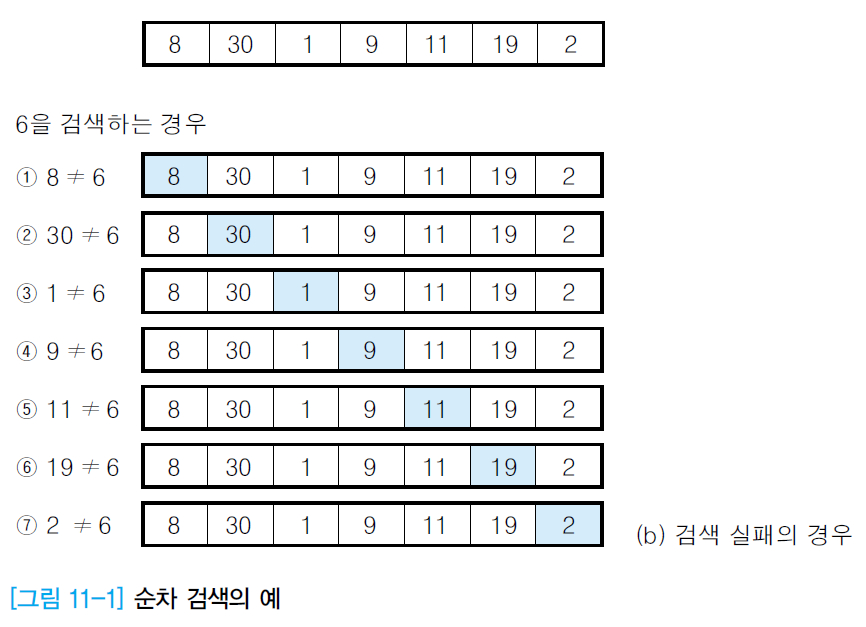 8 30 1 9 11 19 2
6을 검색하는 경우
① 8 ≠ 6 8 30 1 9 11 19 2
② 30 ≠ 6 8 30 1 9 11 19 2
③ 1 ≠ 6 8 30 1 9 11 19 2
④ 9 ≠ 6 8 30 1 9 11 19 2
⑤ 11 ≠ 6 8 30 1 9 11 19 2
⑥ 19 ≠ 6 8 30 1 9 11 19 2
⑦ 2 ≠ 6 8 30 1 9 11 19 2 (b) 검색 실패의 경우
[그림 11-1] 순차 검색의 예